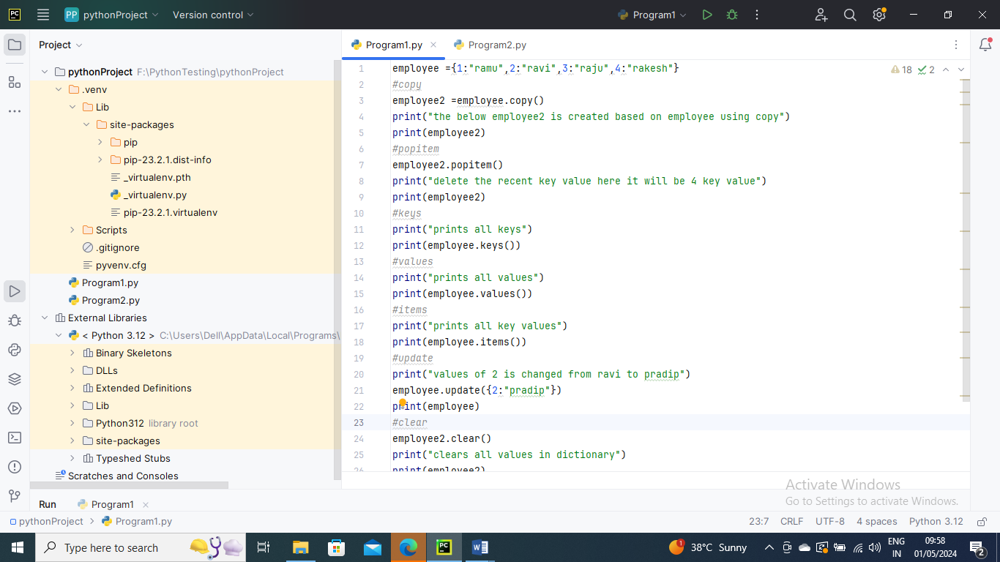 PC
PP pythonProject Version control Program1
Project Program1.py Program2.py
pythonProject F:\PythonTesting\pythonProject
.venv
Lib
site-packages
pip
pip-23.2.1.dist-info
_virtualenv.pth
_virtualenv.py
pip-23.2.1.virtualenv
Scripts
.gitignore
pyvenv.cfg
Program1.py
Program2.py
External Libraries
< Python 3.12 > C:\Users\Dell\AppData\Local\Programs\
Binary Skeletons
DLLs
Extended Definitions
Lib
Python312 library root
site-packages
Typeshed Stubs
Scratches and Consoles
18 2
1 employee ={1:"ramu",2:"ravi",3:"raju",4:"rakesh"}
2 #copy
3 employee2 =employee.copy()
4 print("the below employee2 is created based on employee using copy")
5 print(employee2)
6 #popitem
7 employee2.popitem()
8 print("delete the recent key value here it will be 4 key value")
9 print(employee2)
10 #keys
11 print("prints all keys")
12 print(employee.keys())
13 #values
14 print("prints all values")
15 print(employee.values())
16 #items
17 print("prints all key values")
18 print(employee.items())
19 #update
20 print("values of 2 is changed from ravi to pradip")
21 employee.update({2:"pradip"})
22 print(employee)
23 #clear
24 employee2.clear()
25 print("clears all values in dictionary")
26 print(employee2)
Activate Windows
Go to Settings to activate Windows.
Run Program1
pythonProject > Program1.py 23:7 CRLF UTF-8 4 spaces Python 3.12
Type here to search 1 38°C Sunny ENG 09:58
IN 01/05/2024 2